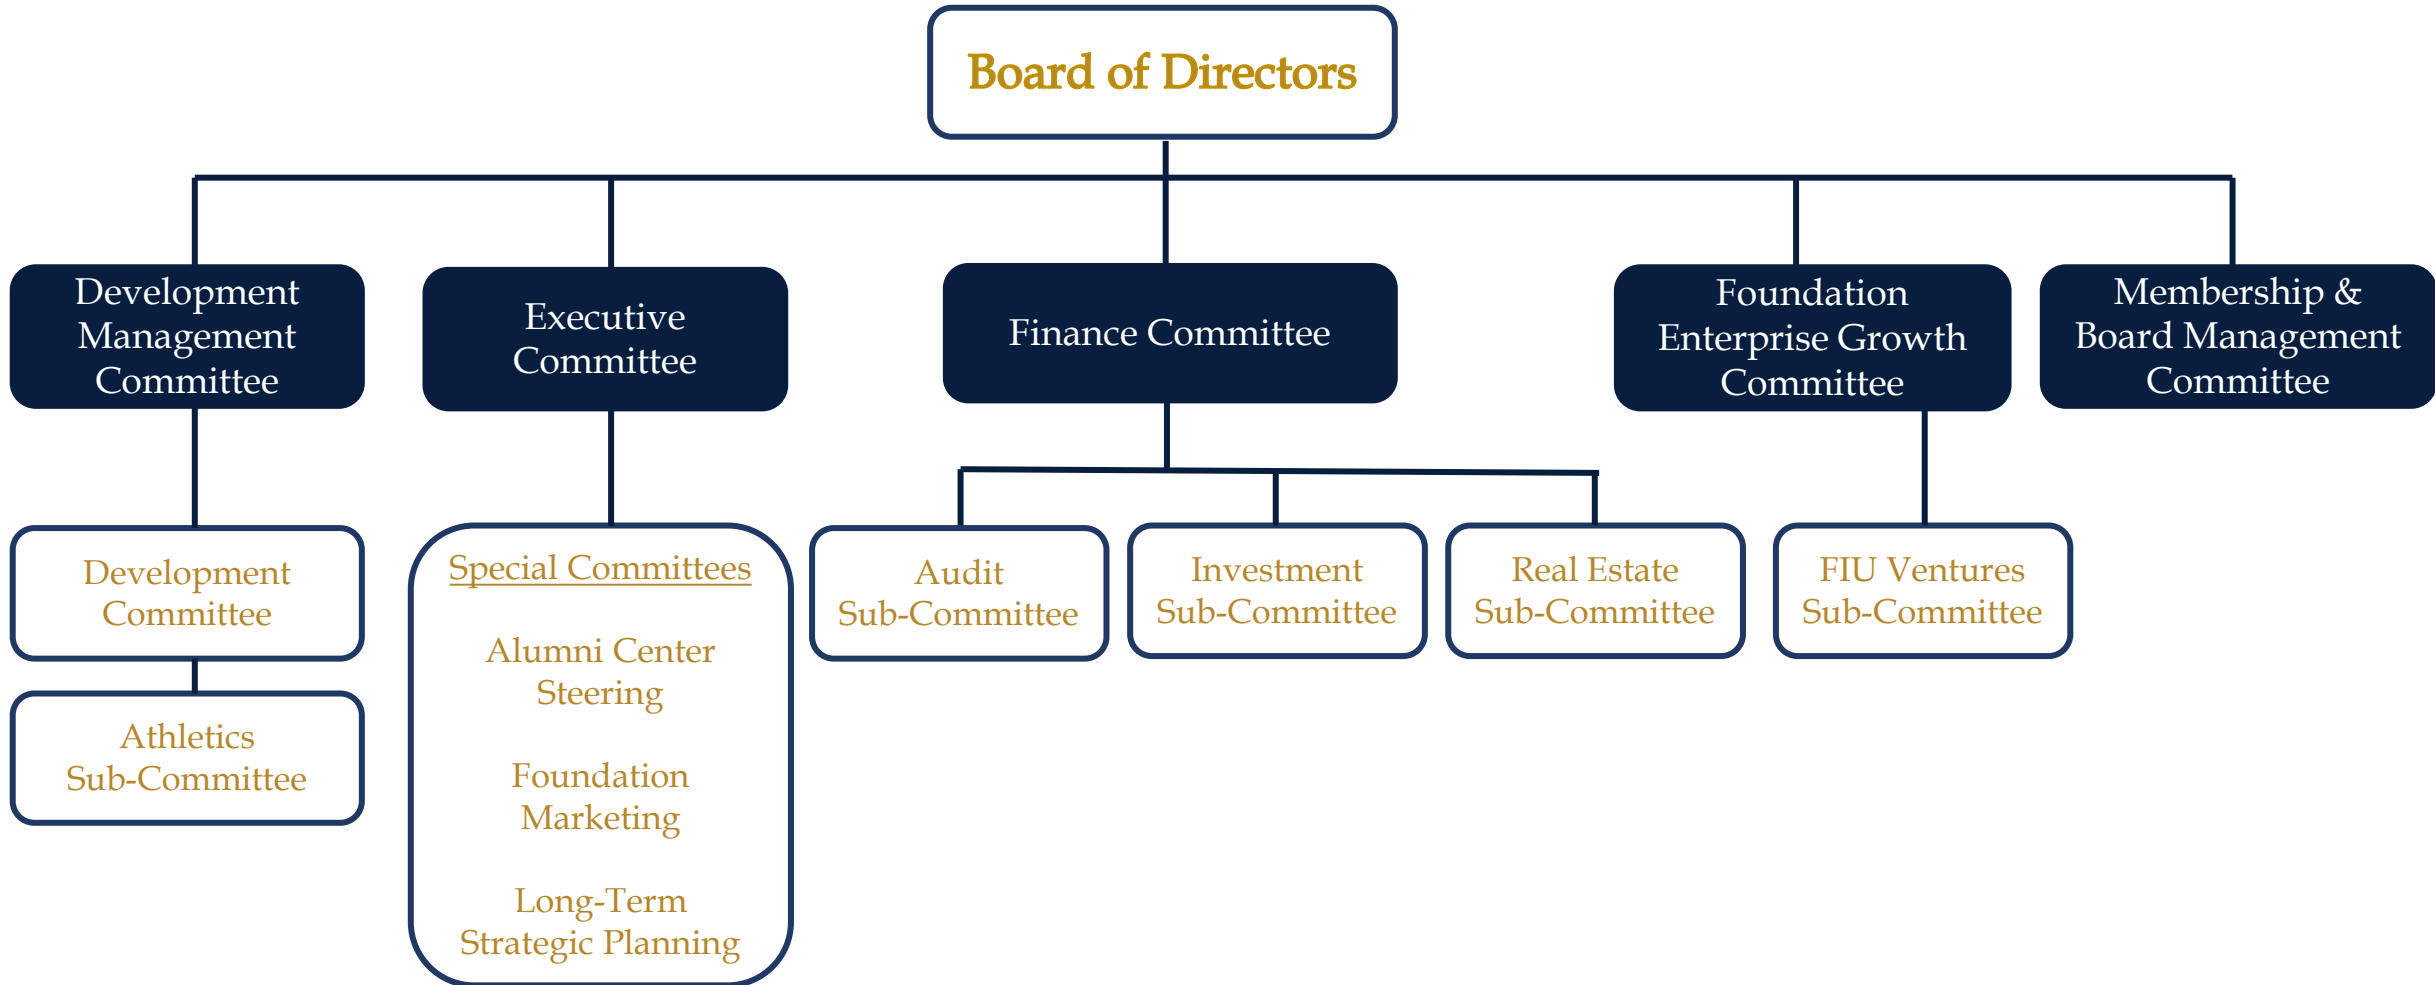 Board of Directors
Development
Management
Committee
Executive
Committee
Finance Committee
Foundation
Enterprise Growth
Committee
Membership &
Board Management
Committee
Development
Committee
Athletics
Sub-Committee
Special Committees
Alumni Center
Steering
Foundation
Marketing
Long-Term
Strategic Planning
Audit
Sub-Committee
Investment
Sub-Committee
Real Estate
Sub-Committee
FIU Ventures
Sub-Committee